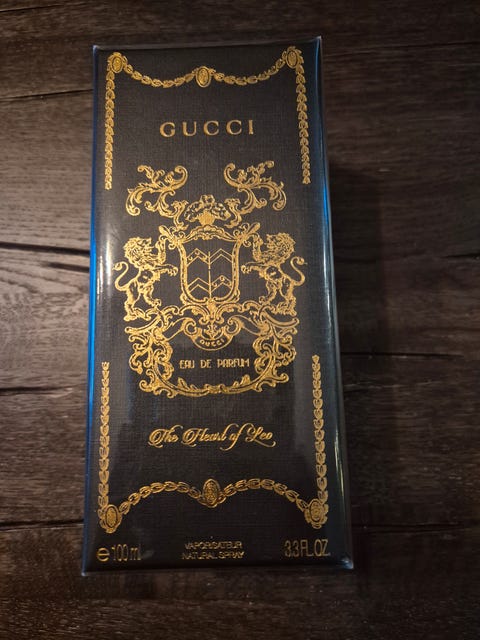 GUCCI
GUCCI
EAU DE PARFUM
The Heart of Leo
℮ 100 ml
VAPORISATEUR
NATURAL SPRAY
3.3 FL.OZ.